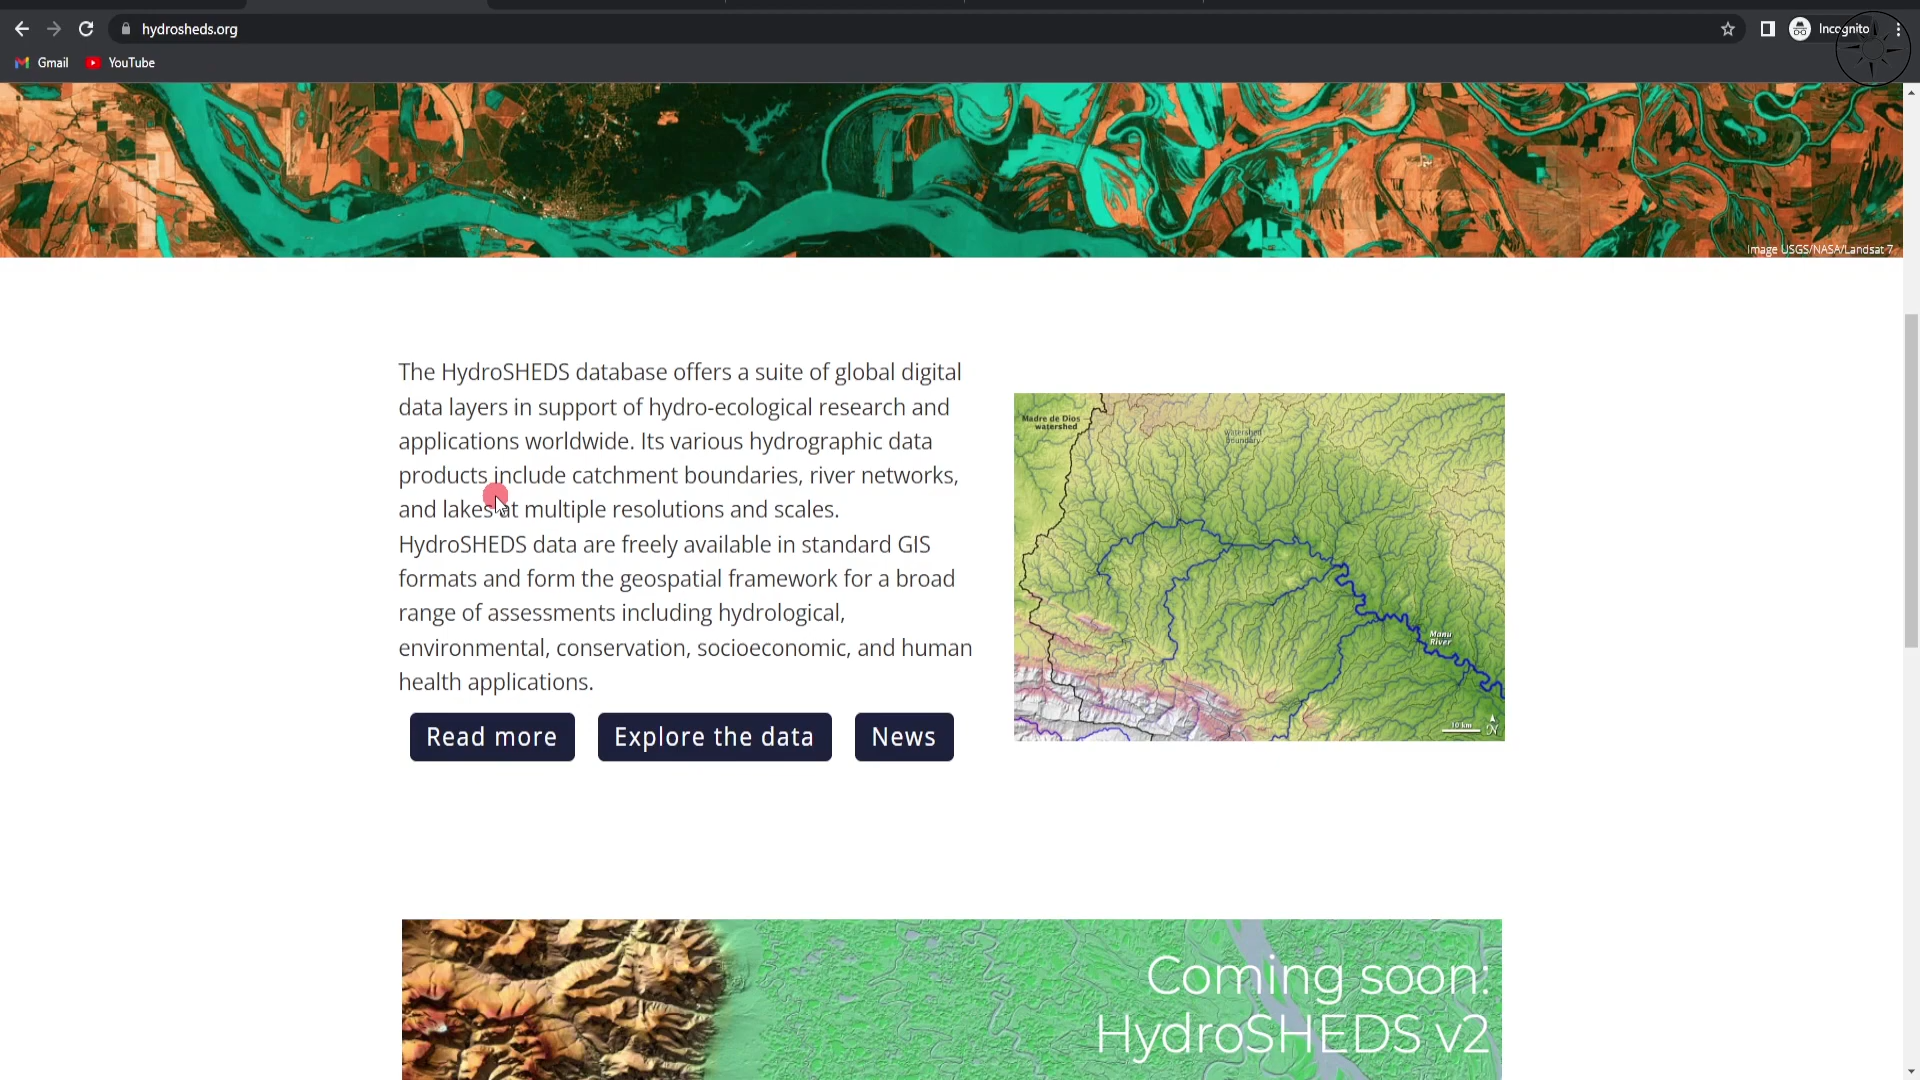 hydrosheds.org
Incognito
Gmail
YouTube
Image USGS/NASA/Landsat 7
The HydroSHEDS database offers a suite of global digital
data layers in support of hydro-ecological research and
applications worldwide. Its various hydrographic data
products include catchment boundaries, river networks,
and lakes at multiple resolutions and scales.
HydroSHEDS data are freely available in standard GIS
formats and form the geospatial framework for a broad
range of assessments including hydrological,
environmental, conservation, socioeconomic, and human
health applications.
Read more
Explore the data
News
Madre de Dios
watershed
watershed
boundary
Manu
River
10 km
N
Coming soon:
HydroSHEDS v2